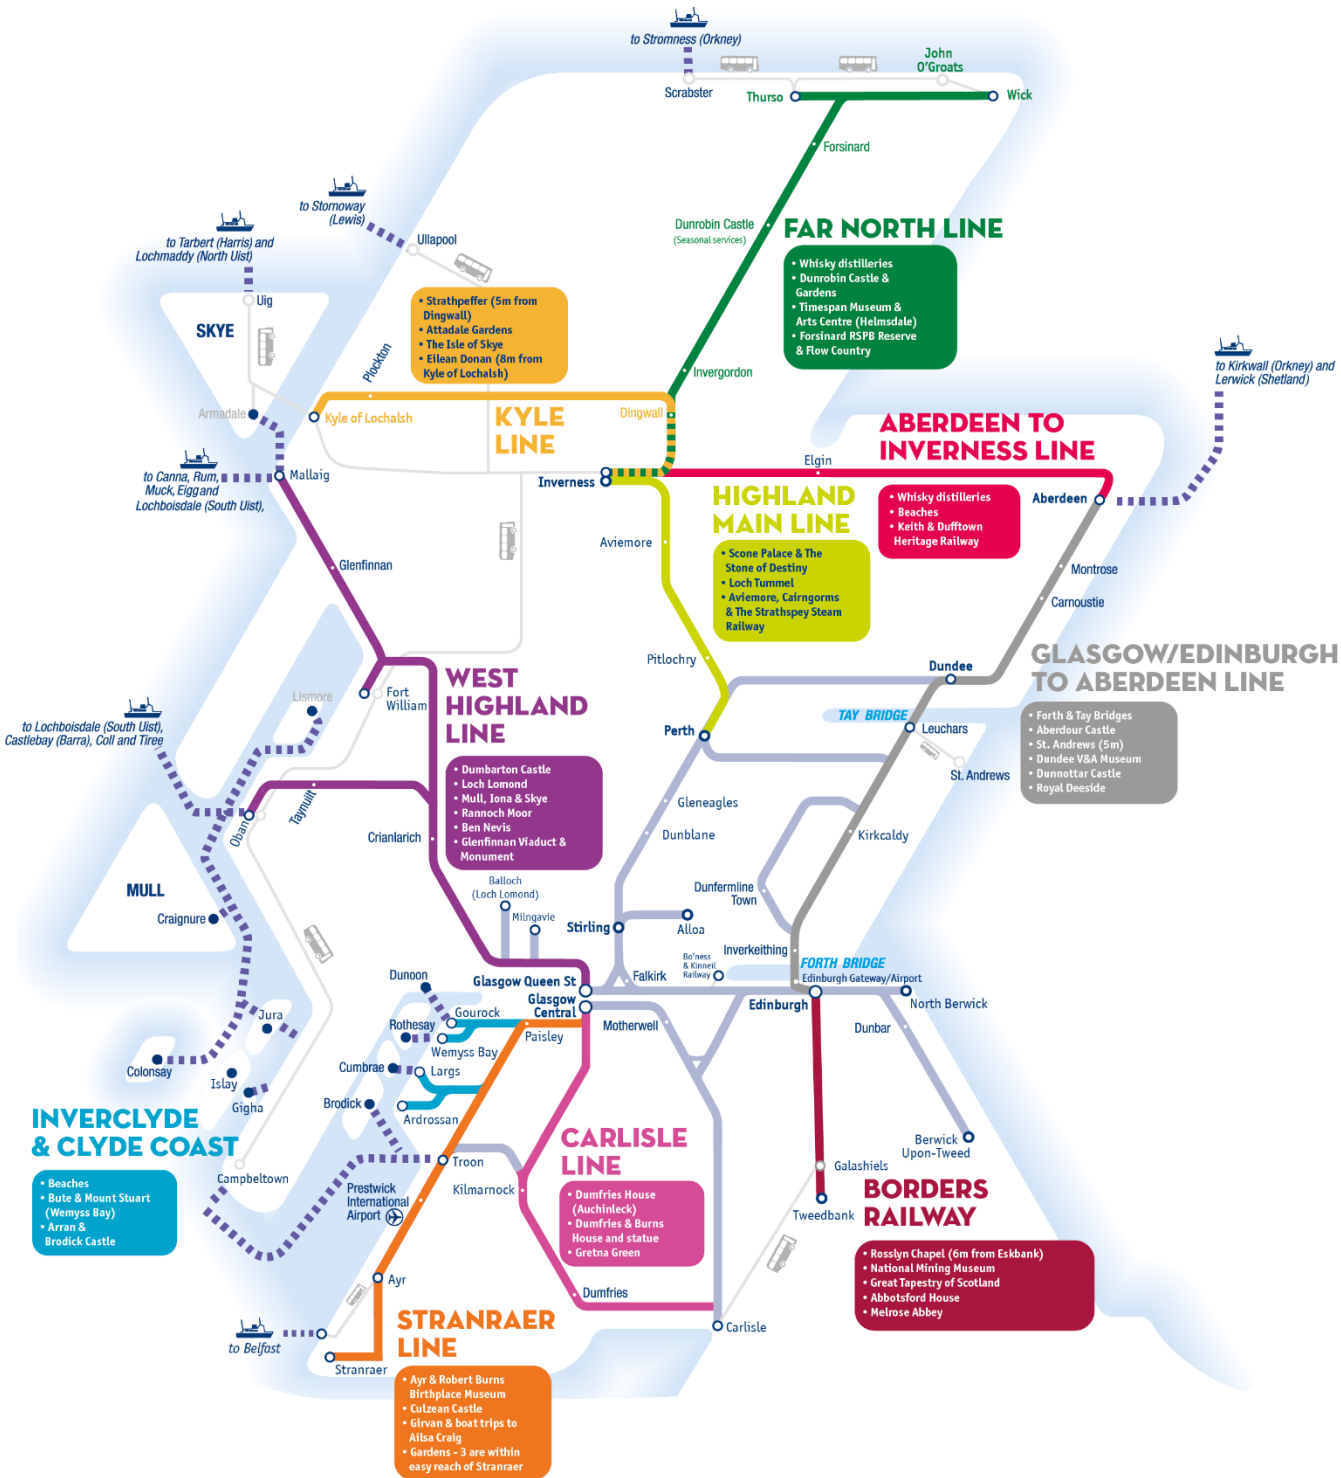 to Stromness (Orkney)
Scrabster
John
O'Groats
Thurso
Wick
Forsinard
to Stornoway
(Lewis)
Ullapool
Dunrobin Castle
(Seasonal services)
FAR NORTH LINE
• Whisky distilleries
• Dunrobin Castle &
Gardens
• Timespan Museum &
Arts Centre (Helmsdale)
• Forsinard RSPB Reserve
& Flow Country
to Tarbert (Harris) and
Lochmaddy (North Uist)
Uig
SKYE
Armadale
• Strathpeffer (5m from
Dingwall)
• Attadale Gardens
• The Isle of Skye
• Eilean Donan (8m from
Kyle of Lochalsh)
Plockton
Invergordon
to Kirkwall (Orkney) and
Lerwick (Shetland)
Kyle of Lochalsh
KYLE
LINE
Dingwall
ABERDEEN TO
INVERNESS LINE
Elgin
• Whisky distilleries
• Beaches
• Keith & Dufftown
Heritage Railway
Aberdeen
to Canna, Rum,
Muck, Eigg and
Lochboisdale (South Uist),
Mallaig
Inverness
HIGHLAND
MAIN LINE
• Scone Palace & The
Stone of Destiny
• Loch Tummel
• Aviemore, Cairngorms
& The Strathspey Steam
Railway
Aviemore
Glenfinnan
Montrose
Carnoustie
Pitlochry
GLASGOW/EDINBURGH
TO ABERDEEN LINE
• Forth & Tay Bridges
• Aberdour Castle
• St. Andrews (5m)
• Dundee V&A Museum
• Dunnottar Castle
• Royal Deeside
Dundee
TAY BRIDGE
Leuchars
St. Andrews
Perth
Lismore
Fort
William
WEST
HIGHLAND
LINE
• Dumbarton Castle
• Loch Lomond
• Mull, Iona & Skye
• Rannoch Moor
• Ben Nevis
• Glenfinnan Viaduct &
Monument
to Lochboisdale (South Uist),
Castlebay (Barra), Coll and Tiree
Oban
Taynuilt
Crianlarich
Gleneagles
Dunblane
Kirkcaldy
MULL
Craignure
Balloch
(Loch Lomond)
Milngavie
Stirling
Alloa
Dunfermline
Town
Inverkeithing
FORTH BRIDGE
Edinburgh Gateway/Airport
Bo'ness
& Kinneil
Railway
Falkirk
Glasgow Queen St
Glasgow
Central
Edinburgh
North Berwick
Dunbar
Motherwell
Dunoon
Gourock
Rothesay
Wemyss Bay
Paisley
Cumbrae
Largs
Brodick
Ardrossan
Jura
Colonsay
Islay
Gigha
INVERCLYDE
& CLYDE COAST
• Beaches
• Bute & Mount Stuart
(Wemyss Bay)
• Arran &
Brodick Castle
Campbeltown
Troon
Prestwick
International
Airport
Kilmarnock
CARLISLE
LINE
• Dumfries House
(Auchinleck)
• Dumfries & Burns
House and statue
• Gretna Green
Dumfries
Carlisle
Berwick
Upon-Tweed
Galashiels
Tweedbank
BORDERS
RAILWAY
• Rosslyn Chapel (6m from Eskbank)
• National Mining Museum
• Great Tapestry of Scotland
• Abbotsford House
• Melrose Abbey
Ayr
to Belfast
Stranraer
STRANRAER
LINE
• Ayr & Robert Burns
Birthplace Museum
• Culzean Castle
• Girvan & boat trips to
Ailsa Craig
• Gardens - 3 are within
easy reach of Stranraer